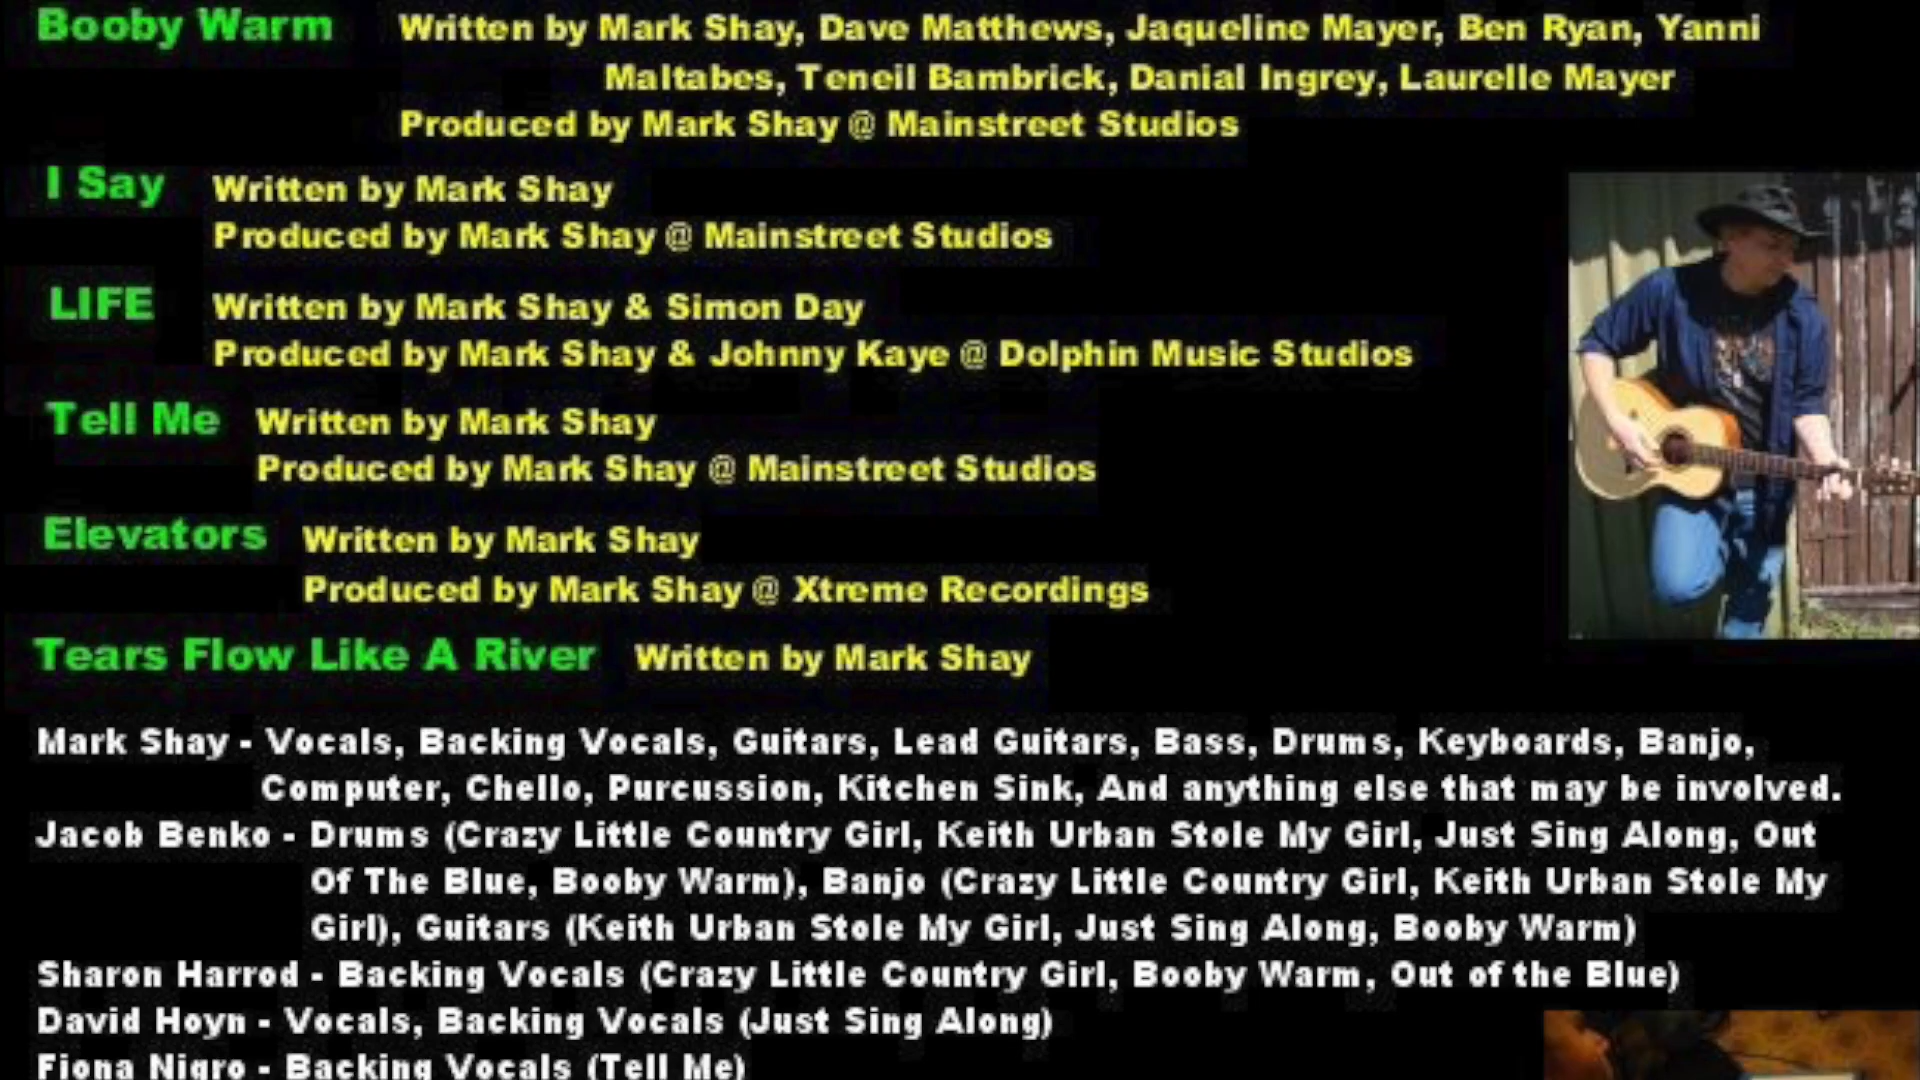 Booby Warm Written by Mark Shay, Dave Matthews, Jaqueline Mayer, Ben Ryan, Yanni
Maltabes, Teneil Bambrick, Danial Ingrey, Laurelle Mayer
Produced by Mark Shay @ Mainstreet Studios
I Say Written by Mark Shay
Produced by Mark Shay @ Mainstreet Studios
LIFE Written by Mark Shay & Simon Day
Produced by Mark Shay & Johnny Kaye @ Dolphin Music Studios
Tell Me Written by Mark Shay
Produced by Mark Shay @ Mainstreet Studios
Elevators Written by Mark Shay
Produced by Mark Shay @ Xtreme Recordings
Tears Flow Like A River Written by Mark Shay
Mark Shay - Vocals, Backing Vocals, Guitars, Lead Guitars, Bass, Drums, Keyboards, Banjo,
Computer, Chello, Purcussion, Kitchen Sink, And anything else that may be involved.
Jacob Benko - Drums (Crazy Little Country Girl, Keith Urban Stole My Girl, Just Sing Along, Out
Of The Blue, Booby Warm), Banjo (Crazy Little Country Girl, Keith Urban Stole My
Girl), Guitars (Keith Urban Stole My Girl, Just Sing Along, Booby Warm)
Sharon Harrod - Backing Vocals (Crazy Little Country Girl, Booby Warm, Out of the Blue)
David Hoyn - Vocals, Backing Vocals (Just Sing Along)
Fiona Nigro - Backing Vocals (Tell Me)